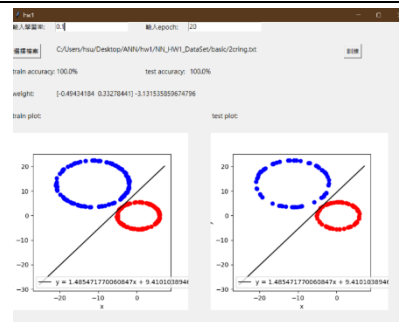 hw1
輸入學習率: 0.1 輸入epoch: 20
選擇檔案 C:/Users/hsu/Desktop/ANN/hw1/NN_HW1_DataSet/basic/2cring.txt 訓練
train accuracy: 100.0% test accuracy: 100.0%
weight: [-0.49434184 0.33278441] -3.131535859674796
train plot: test plot:
20 20
10 10
0 0
y
-10 -10
-20 -20
-30 -30
y = 1.485471770060847x + 9.41010389 y = 1.485471770060847x + 9.41010389
-20 -10 0 -20 -10 0
x x